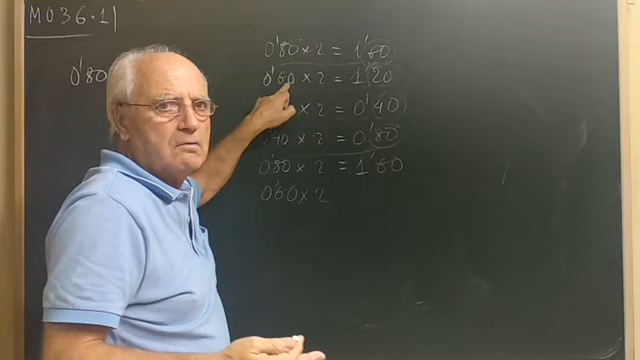 M036.1|
0'80
0'80 x 2 = 1'60
0'60 x 2 = 1'20
x 2 = 0'40
'40 x 2 = 0'80
0'80 x 2 = 1'60
0'60 x 2